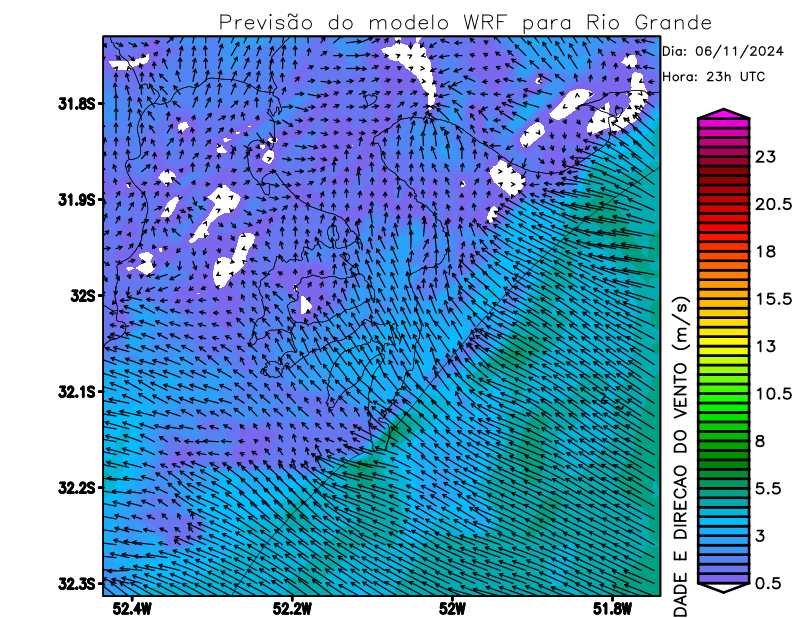 Previsão do modelo WRF para Rio Grande
Dia: 06/11/2024
Hora: 23h UTC
31.8S
31.9S
32S
32.1S
32.2S
32.3S
52.4W
52.2W
52W
51.8W
DADE E DIRECAO DO VENTO (m/s)
23
20.5
18
15.5
13
10.5
8
5.5
3
0.5